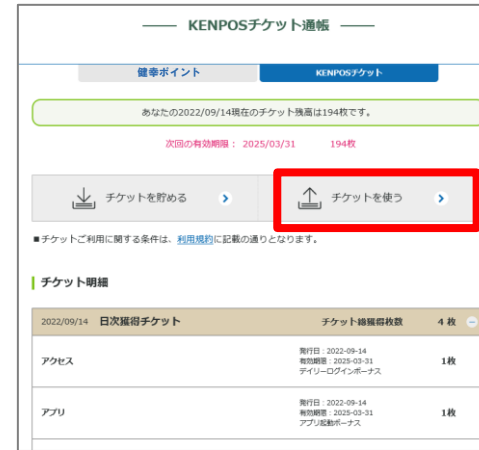 KENPOSチケット通帳
健幸ポイント
KENPOSチケット
あなたの2022/09/14現在のチケット残高は194枚です。
次回の有効期限： 2025/03/31 194枚
チケットを貯める
チケットを使う
■チケットご利用に関する条件は、利用規約に記載の通りとなります。
チケット明細
2022/09/14 日次獲得チケット チケット総獲得枚数 4 枚
発行日：2022-09-14
有効期限：2025-03-31
アクセス デイリーログインボーナス 1枚
発行日：2022-09-14
有効期限：2025-03-31
アプリ アプリ起動ボーナス 1枚